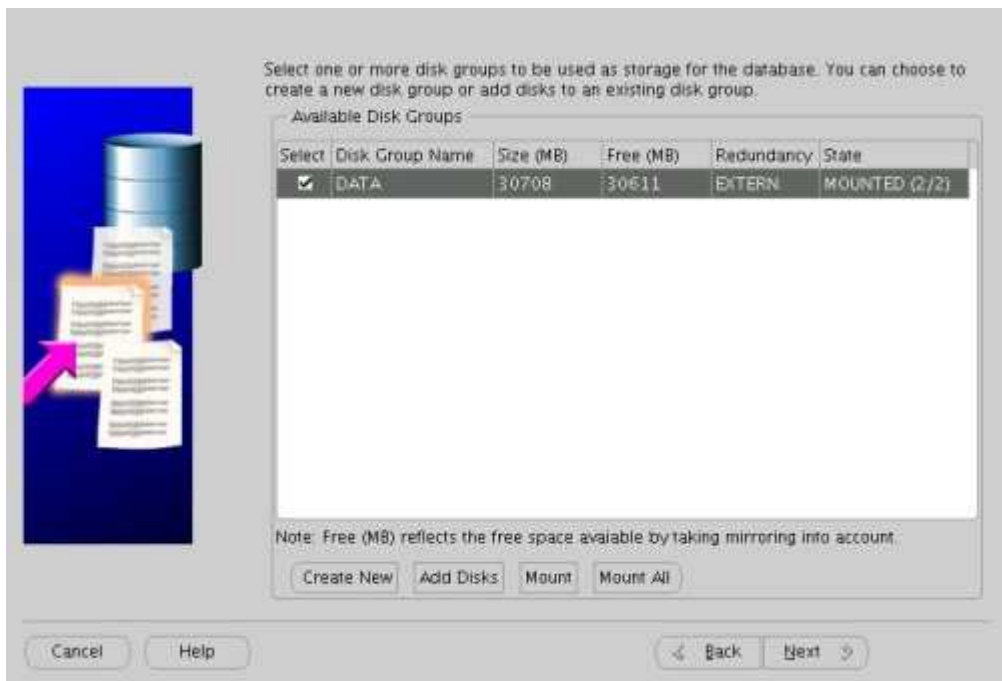 Select one or more disk groups to be used as storage for the database. You can choose to
create a new disk group or add disks to an existing disk group.
Available Disk Groups
Select Disk Group Name Size (MB) Free (MB) Redundancy State
DATA 30708 30611 EXTERN MOUNTED (2/2)
Note: Free (MB) reflects the free space avaiable by taking mirroring into account.
Create New Add Disks Mount Mount All
Cancel Help Back Next